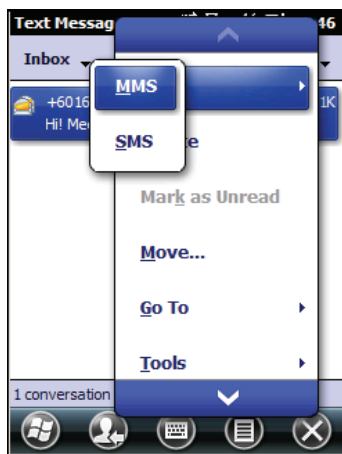 Text Messag 46
Inbox
+6016 1K
Hi! Me
MMS
SMS
Mark as Unread
Move...
Go To
Tools
1 conversation